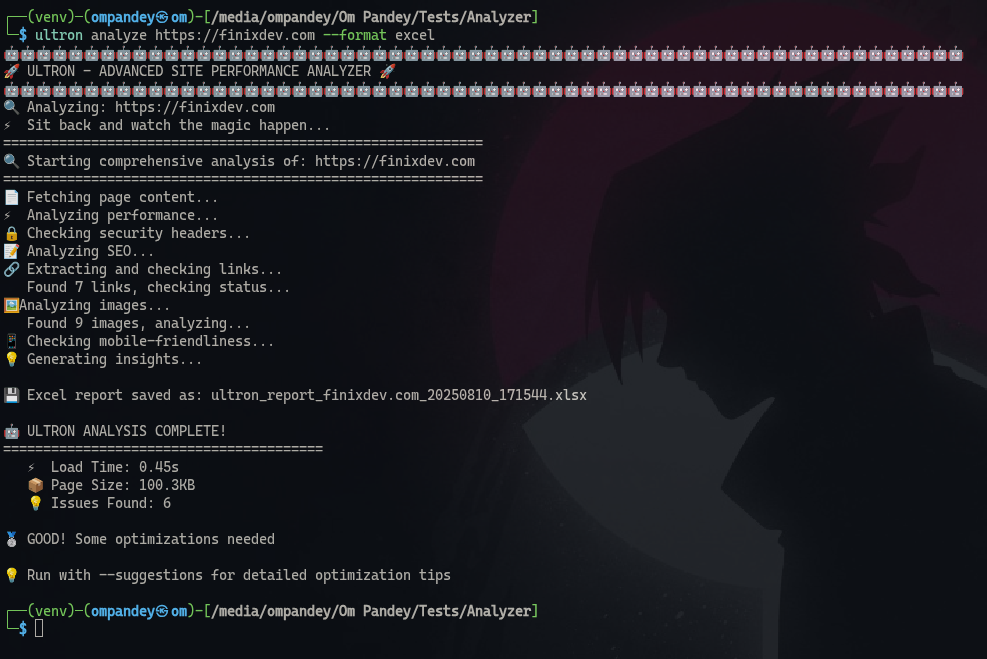 ┌──(venv)─(ompandey㉿om)-[/media/ompandey/Om Pandey/Tests/Analyzer]
└─$ ultron analyze https://finixdev.com --format excel
🤖🤖🤖🤖🤖🤖🤖🤖🤖🤖🤖🤖🤖🤖🤖🤖🤖🤖🤖🤖🤖🤖🤖🤖🤖🤖🤖🤖🤖🤖🤖🤖🤖🤖🤖🤖🤖🤖🤖🤖🤖🤖🤖🤖🤖🤖🤖🤖🤖🤖🤖🤖🤖🤖🤖🤖🤖🤖🤖🤖
🚀 ULTRON - ADVANCED SITE PERFORMANCE ANALYZER 🚀
🤖🤖🤖🤖🤖🤖🤖🤖🤖🤖🤖🤖🤖🤖🤖🤖🤖🤖🤖🤖🤖🤖🤖🤖🤖🤖🤖🤖🤖🤖🤖🤖🤖🤖🤖🤖🤖🤖🤖🤖🤖🤖🤖🤖🤖🤖🤖🤖🤖🤖🤖🤖🤖🤖🤖🤖🤖🤖🤖🤖
🔍 Analyzing: https://finixdev.com
⚡ Sit back and watch the magic happen...
============================================================
🔍 Starting comprehensive analysis of: https://finixdev.com
============================================================
📄 Fetching page content...
⚡ Analyzing performance...
🔒 Checking security headers...
📝 Analyzing SEO...
🔗 Extracting and checking links...
   Found 7 links, checking status...
🖼️Analyzing images...
   Found 9 images, analyzing...
📱 Checking mobile-friendliness...
💡 Generating insights...
💾 Excel report saved as: ultron_report_finixdev.com_20250810_171544.xlsx
🤖 ULTRON ANALYSIS COMPLETE!
========================================
   ⚡ Load Time: 0.45s
   📦 Page Size: 100.3KB
   💡 Issues Found: 6
🥈 GOOD! Some optimizations needed
💡 Run with --suggestions for detailed optimization tips
┌──(venv)─(ompandey㉿om)-[/media/ompandey/Om Pandey/Tests/Analyzer]
└─$